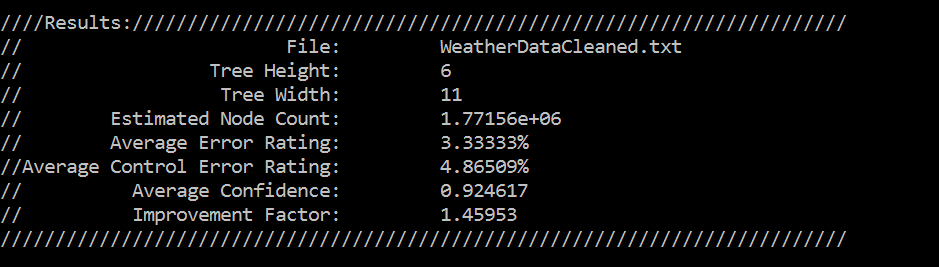 ////Results://///////////////////////////////////////////////////////////////
// File: WeatherDataCleaned.txt
// Tree Height: 6
// Tree Width: 11
// Estimated Node Count: 1.77156e+06
// Average Error Rating: 3.33333%
//Average Control Error Rating: 4.86509%
// Average Confidence: 0.924617
// Improvement Factor: 1.45953
/////////////////////////////////////////////////////////////////////////////